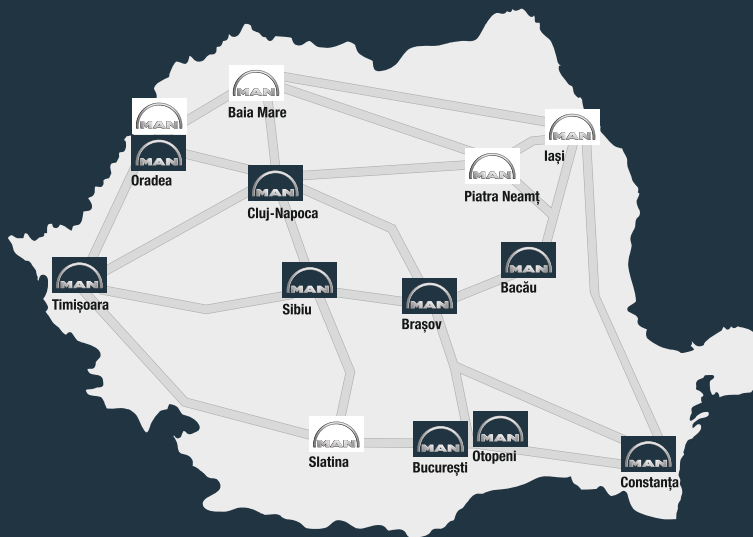 MAN
Baia Mare
MAN
MAN
Oradea
MAN
Iași
MAN
Piatra Neamț
MAN
Cluj-Napoca
MAN
Timișoara
MAN
Sibiu
MAN
Brașov
MAN
Bacău
MAN
Slatina
MAN
București
MAN
Otopeni
MAN
Constanța